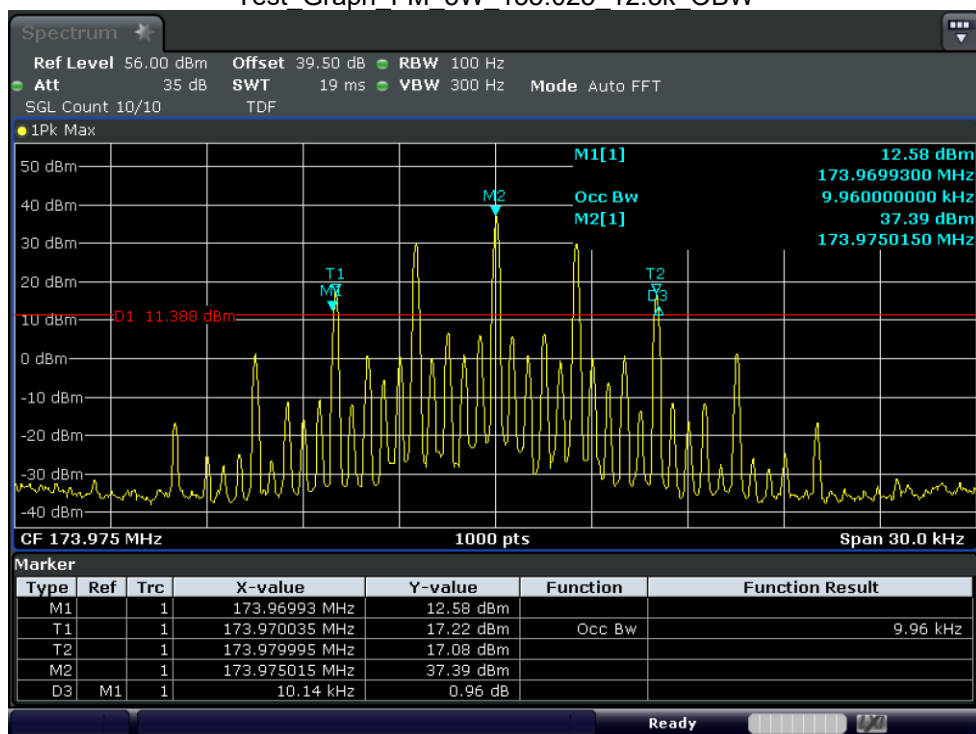 Test_Graph_FM_5W_155.025_12.5k_OBW
Spectrum
Ref Level 56.00 dBm Offset 39.50 dB RBW 100 Hz
Att 35 dB SWT 19 ms VBW 300 Hz Mode Auto FFT
SGL Count 10/10 TDF
1Pk Max
M1[1] 12.58 dBm
173.9699300 MHz
Occ Bw 9.960000000 kHz
M2[1] 37.39 dBm
173.9750150 MHz
50 dBm
40 dBm
30 dBm
20 dBm
10 dBm
0 dBm
-10 dBm
-20 dBm
-30 dBm
-40 dBm
M2
T1
M1
T2
D3
D1 11.388 dBm
CF 173.975 MHz 1000 pts Span 30.0 kHz
Marker
Type Ref Trc X-value Y-value Function Function Result
M1 1 173.96993 MHz 12.58 dBm
T1 1 173.970035 MHz 17.22 dBm Occ Bw 9.96 kHz
T2 1 173.979995 MHz 17.08 dBm
M2 1 173.975015 MHz 37.39 dBm
D3 M1 1 10.14 kHz 0.96 dB
Ready